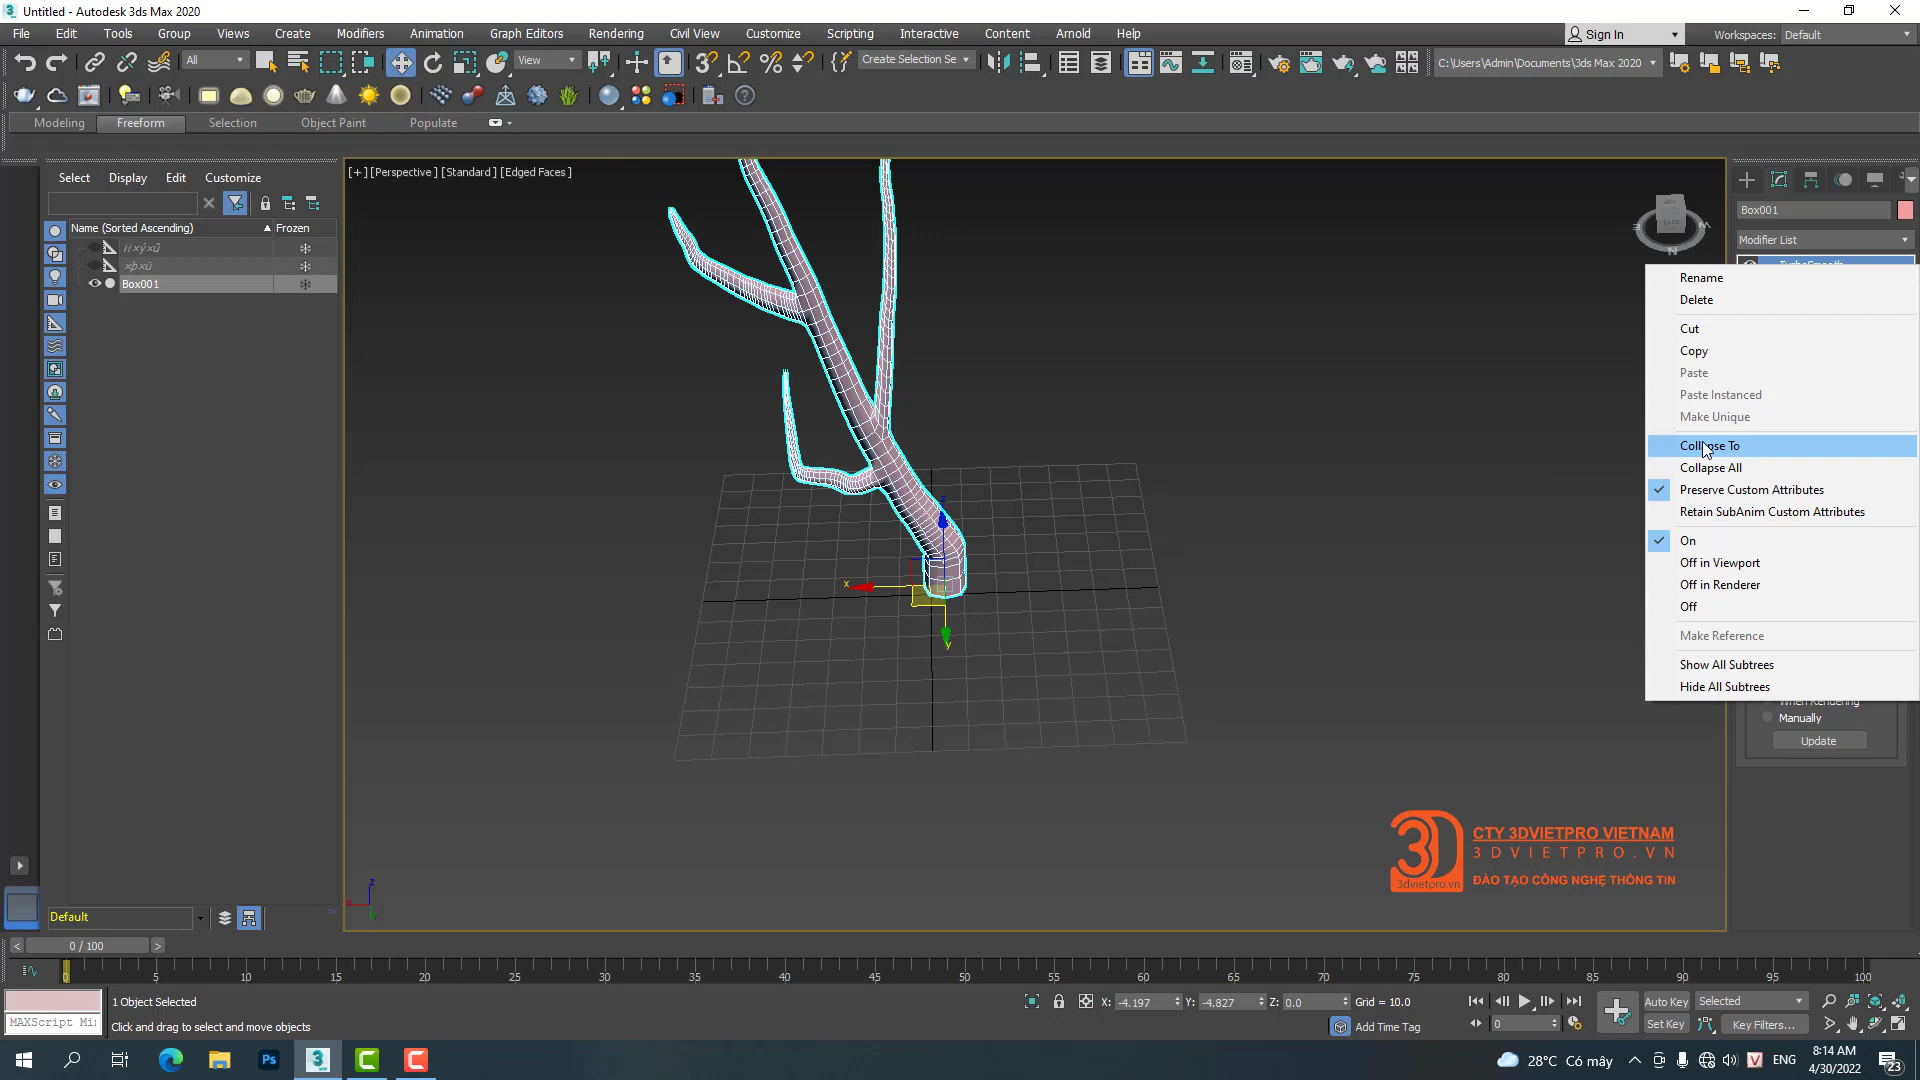 Untitled - Autodesk 3ds Max 2020
File Edit Tools Group Views Create Modifiers Animation Graph Editors Rendering Civil View Customize Scripting Interactive Content Arnold Help
Sign In Workspaces: Default
All View Create Selection Se C:\Users\Admin\Documents\3ds Max 2020
Modeling Freeform Selection Object Paint Populate
Select Display Edit Customize
[+] [Perspective] [Standard] [Edged Faces]
Name (Sorted Ascending) Frozen
Box001
Box001
Modifier List
TurboSmooth
Rename
Delete
Cut
Copy
Paste
Paste Instanced
Make Unique
Collapse To
Collapse All
Preserve Custom Attributes
Retain SubAnim Custom Attributes
On
Off in Viewport
Off in Renderer
Off
Make Reference
Show All Subtrees
Hide All Subtrees
When Rendering
Manually
Update
z
x
y
N
CTY 3DVIETPRO VIETNAM
3DVIETPRO.VN
ĐÀO TẠO CÔNG NGHỆ THÔNG TIN
3dvietpro.vn
Default
< 0 / 100 >
0 5 10 15 20 25 30 35 40 45 50 55 60 65 70 75 80 85 90 95 100
1 Object Selected X: -4.197 Y: -4.827 Z: 0.0 Grid = 10.0 Auto Key Selected
MAXScript Min Click and drag to select and move objects Add Time Tag 0 Set Key Key Filters...
28°C Có mây ENG 8:14 AM
4/30/2022 23